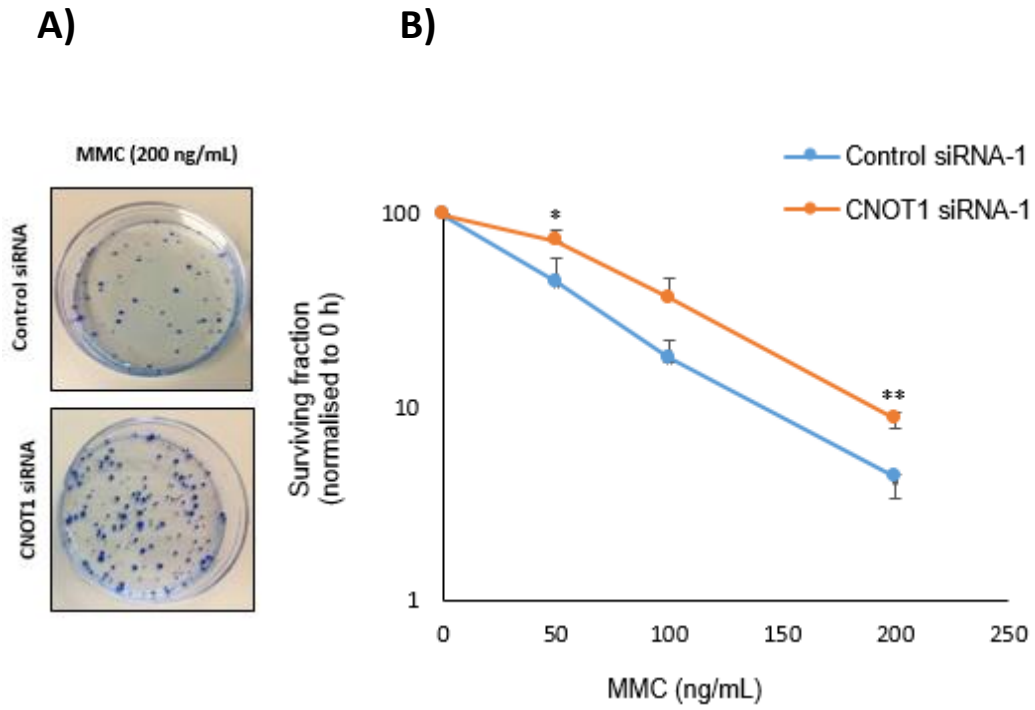 A)
B)
MMC (200 ng/mL)
Control siRNA
CNOT1 siRNA
Control siRNA-1
CNOT1 siRNA-1
Surviving fraction
(normalised to 0 h)
100
10
1
*
**
0 50 100 150 200 250
MMC (ng/mL)